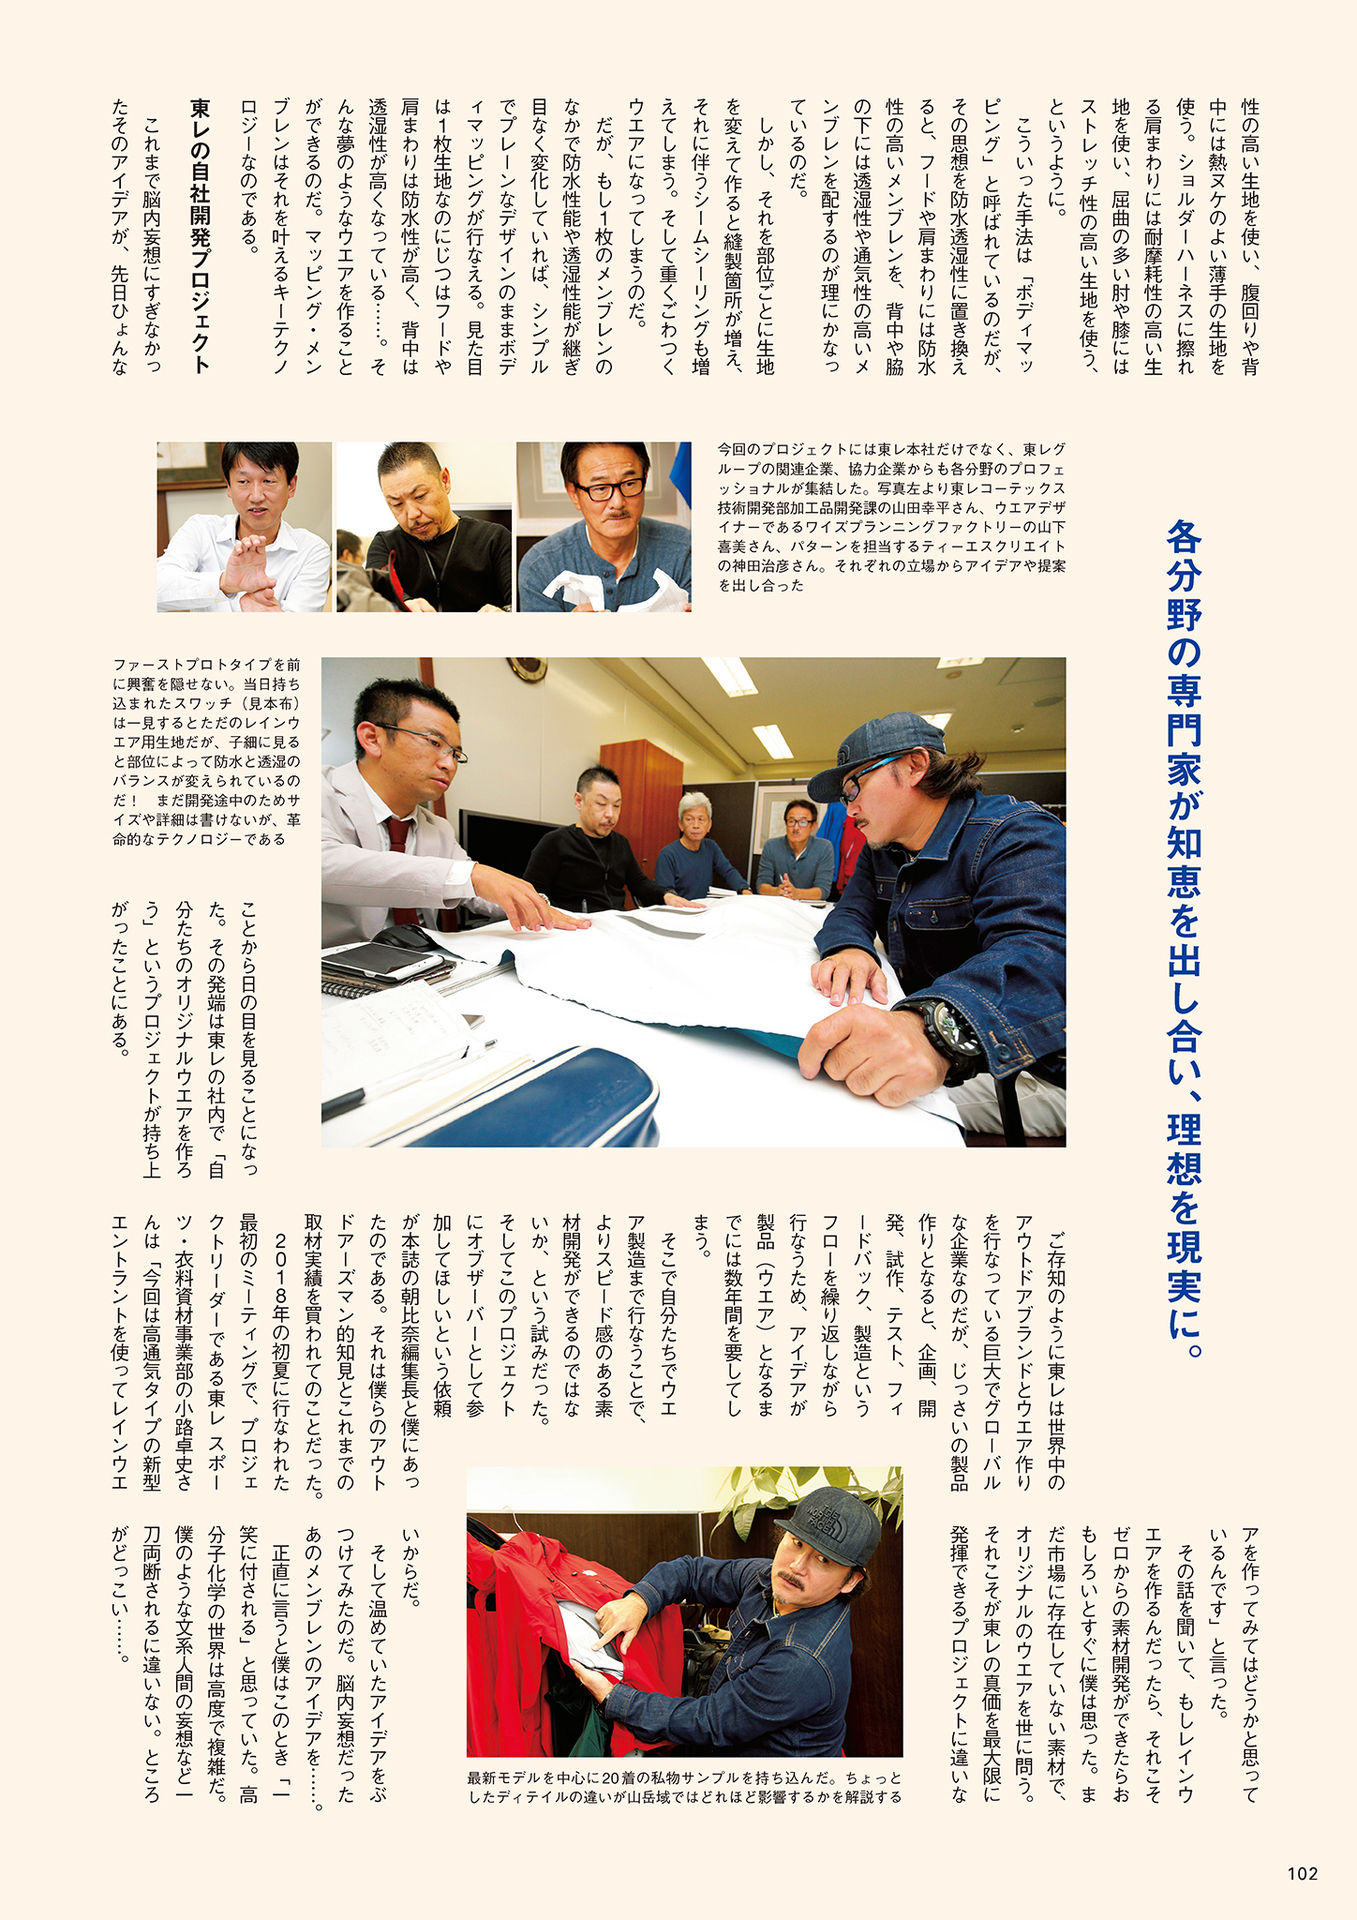 性の高い生地を使い、腹回りや背
中には熱ヌケのよい薄手の生地を
使う。ショルダーハーネスに擦れ
る肩まわりには耐摩耗性の高い生
地を使い、屈曲の多い肘や膝には
ストレッチ性の高い生地を使う、
というように。
こういった手法は「ボディマッ
ピング」と呼ばれているのだが、
その思想を防水透湿性に置き換え
ると、フードや肩まわりには防水
性の高いメンブレンを、背中や脇
の下には透湿性や通気性の高いメ
ンブレンを配するのが理にかなっ
ているのだ。
しかし、それを部位ごとに生地
を変えて作ると縫製箇所が増え、
それに伴うシームシーリングも増
えてしまう。そして重くごわつく
ウエアになってしまうのだ。
だが、もし1枚のメンブレンの
なかで防水性能や透湿性能が継ぎ
目なく変化していれば、シンプル
でプレーンなデザインのままボデ
ィマッピングが行なえる。見た目
は1枚生地なのにじつはフードや
肩まわりは防水性が高く、背中は
透湿性が高くなっている……。そ
んな夢のようなウエアを作ること
ができるのだ。マッピング・メン
ブレンはそれを叶えるキーテクノ
ロジーなのである。
東レの自社開発プロジェクト
これまで脳内妄想にすぎなかっ
たそのアイデアが、先日ひょんな
今回のプロジェクトには東レ本社だけでなく、東レグ
ループの関連企業、協力企業からも各分野のプロフェ
ッショナルが集結した。写真左より東レコーテックス
技術開発部加工品開発課の山田幸平さん、ウエアデザ
イナーであるワイズプランニングファクトリーの山下
喜美さん、パターンを担当するティーエスクリエイト
の神田治彦さん。それぞれの立場からアイデアや提案
を出し合った
各分野の専門家が知恵を出し合い、理想を現実に。
ファーストプロトタイプを前
に興奮を隠せない。当日持ち
込まれたスワッチ（見本布）
は一見するとただのレインウ
エア用生地だが、子細に見る
と部位によって防水と透湿の
バランスが変えられているの
だ！　まだ開発途中のためサ
イズや詳細は書けないが、革
命的なテクノロジーである
ことから日の目を見ることになっ
た。その発端は東レの社内で「自
分たちのオリジナルウエアを作ろ
う」というプロジェクトが持ち上
がったことにある。
ご存知のように東レは世界中の
アウトドアブランドとウエア作り
を行なっている巨大でグローバル
な企業なのだが、じっさいの製品
作りとなると、企画、開
発、試作、テスト、フィ
ードバック、製造という
フローを繰り返しながら
行なうため、アイデアが
製品（ウエア）となるま
でには数年間を要してし
まう。
そこで自分たちでウエ
ア製造まで行なうことで、
よりスピード感のある素
材開発ができるのではな
いか、という試みだった。
そしてこのプロジェクト
にオブザーバーとして参
加してほしいという依頼
が本誌の朝比奈編集長と僕にあっ
たのである。それは僕らのアウト
ドアーズマン的知見とこれまでの
取材実績を買われてのことだった。
2018年の初夏に行なわれた
最初のミーティングで、プロジェ
クトリーダーである東レ スポー
ツ・衣料資材事業部の小路卓史さ
んは「今回は高通気タイプの新型
エントラントを使ってレインウエ
アを作ってみてはどうかと思って
いるんです」と言った。
その話を聞いて、もしレインウ
エアを作るんだったら、それこそ
ゼロからの素材開発ができたらお
もしろいとすぐに僕は思った。ま
だ市場に存在していない素材で、
オリジナルのウエアを世に問う。
それこそが東レの真価を最大限に
発揮できるプロジェクトに違いな
いからだ。
そして温めていたアイデアをぶ
つけてみたのだ。脳内妄想だった
あのメンブレンのアイデアを……。
正直に言うと僕はこのとき「一
笑に付される」と思っていた。高
分子化学の世界は高度で複雑だ。
僕のような文系人間の妄想など一
刀両断されるに違いない。ところ
がどっこい……。
THE
NORTH
FACE
最新モデルを中心に20着の私物サンプルを持ち込んだ。ちょっと
したディテイルの違いが山岳域ではどれほど影響するかを解説する
102